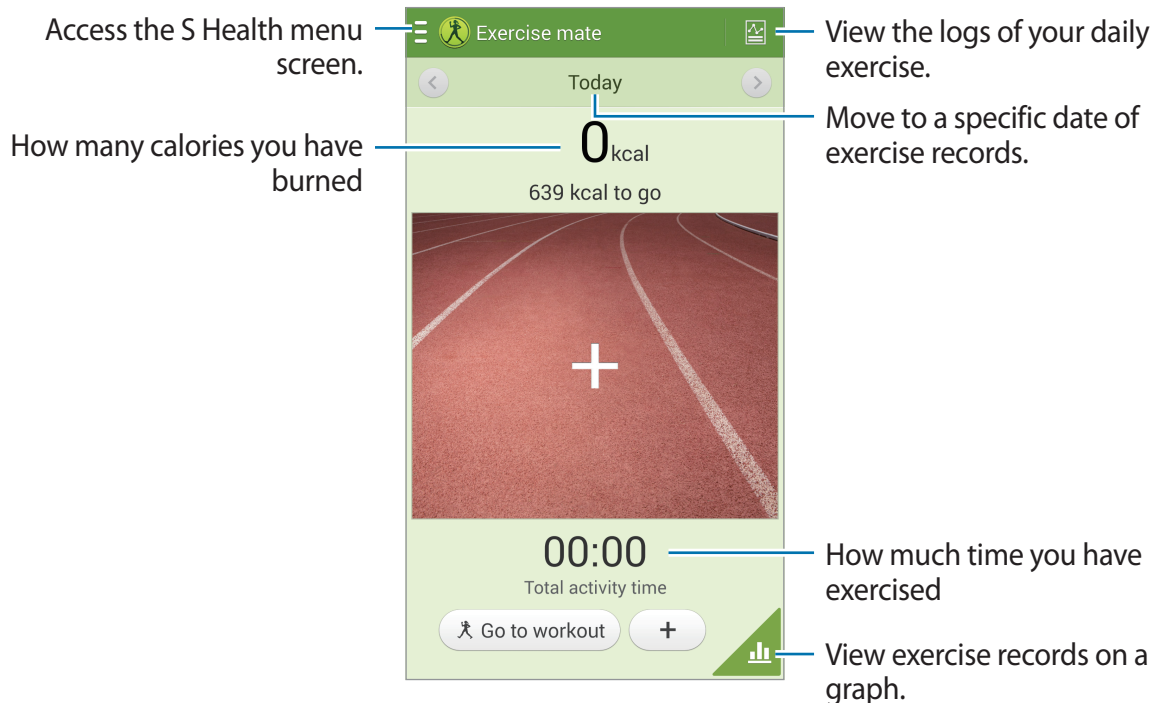 Access the S Health menu
screen.
Exercise mate
View the logs of your daily
exercise.
Today
Move to a specific date of
exercise records.
How many calories you have
burned
0 kcal
639 kcal to go
00:00
Total activity time
How much time you have
exercised
Go to workout
+
View exercise records on a
graph.